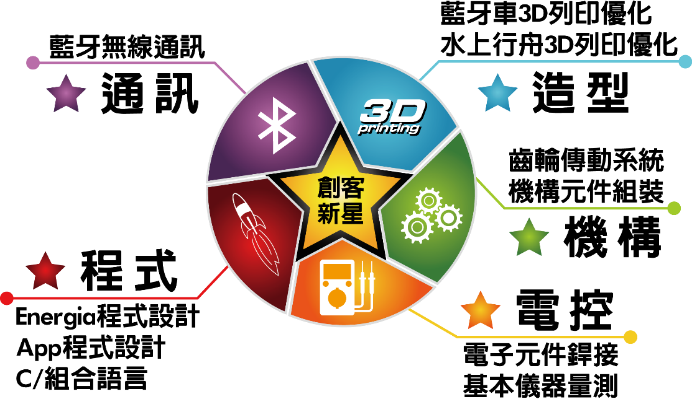 藍牙車3D列印優化
水上行舟3D列印優化
造型
藍牙無線通訊
通訊
3D
printing
創客
新星
齒輪傳動系統
機構元件組裝
機構
程式
Energia程式設計
App程式設計
C/組合語言
電控
電子元件銲接
基本儀器量測